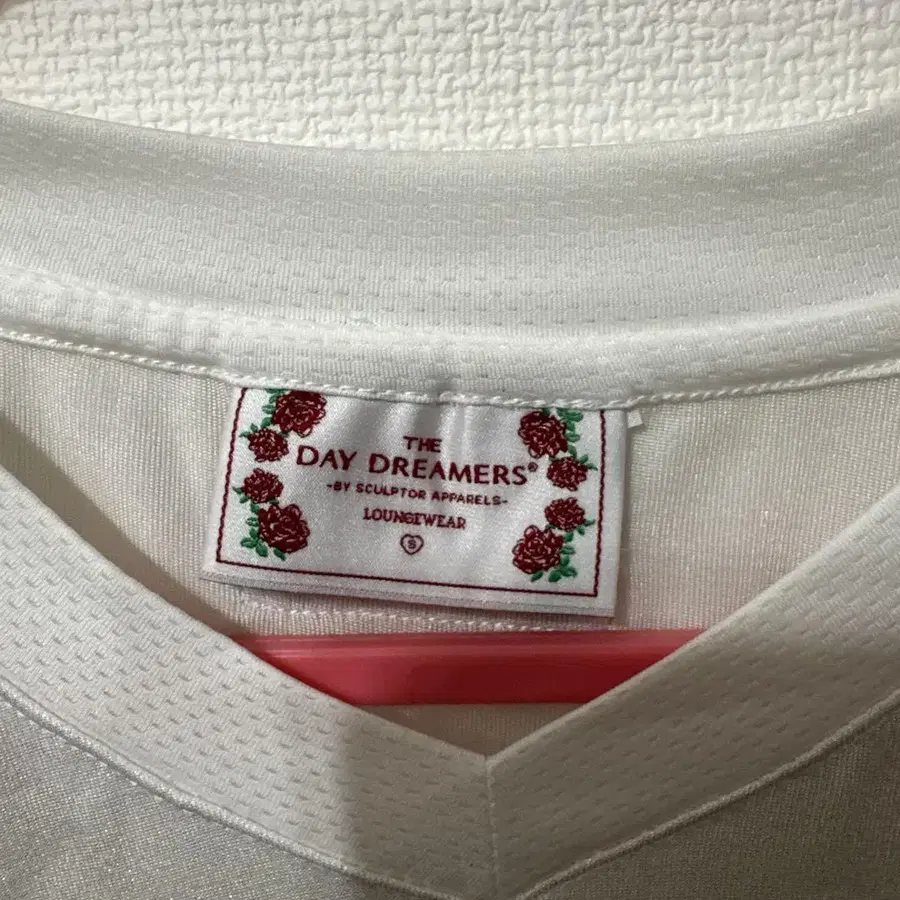 THE
DAY DREAMERS®
-BY SCULPTOR APPARELS-
LOUNGEWEAR
S